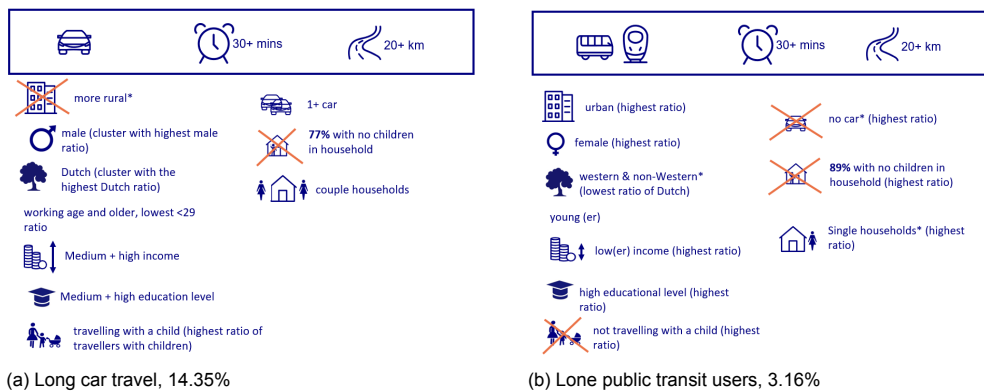 30+ mins
20+ km
more rural*
male (cluster with highest male
ratio)
Dutch (cluster with the
highest Dutch ratio)
working age and older, lowest <29
ratio
Medium + high income
Medium + high education level
travelling with a child (highest ratio of
travellers with children)
1+ car
77% with no children
in household
couple households
(a) Long car travel, 14.35%
30+ mins
20+ km
urban (highest ratio)
female (highest ratio)
western & non-Western*
(lowest ratio of Dutch)
young (er)
low(er) income (highest ratio)
high educational level (highest
ratio)
not travelling with a child (highest
ratio)
no car* (highest ratio)
89% with no children in
household (highest ratio)
Single households* (highest
ratio)
(b) Lone public transit users, 3.16%